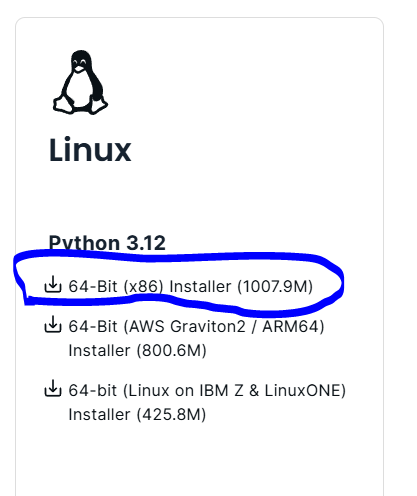 Linux
Python 3.12
64-Bit (x86) Installer (1007.9M)
64-Bit (AWS Graviton2 / ARM64)
Installer (800.6M)
64-bit (Linux on IBM Z & LinuxONE)
Installer (425.8M)